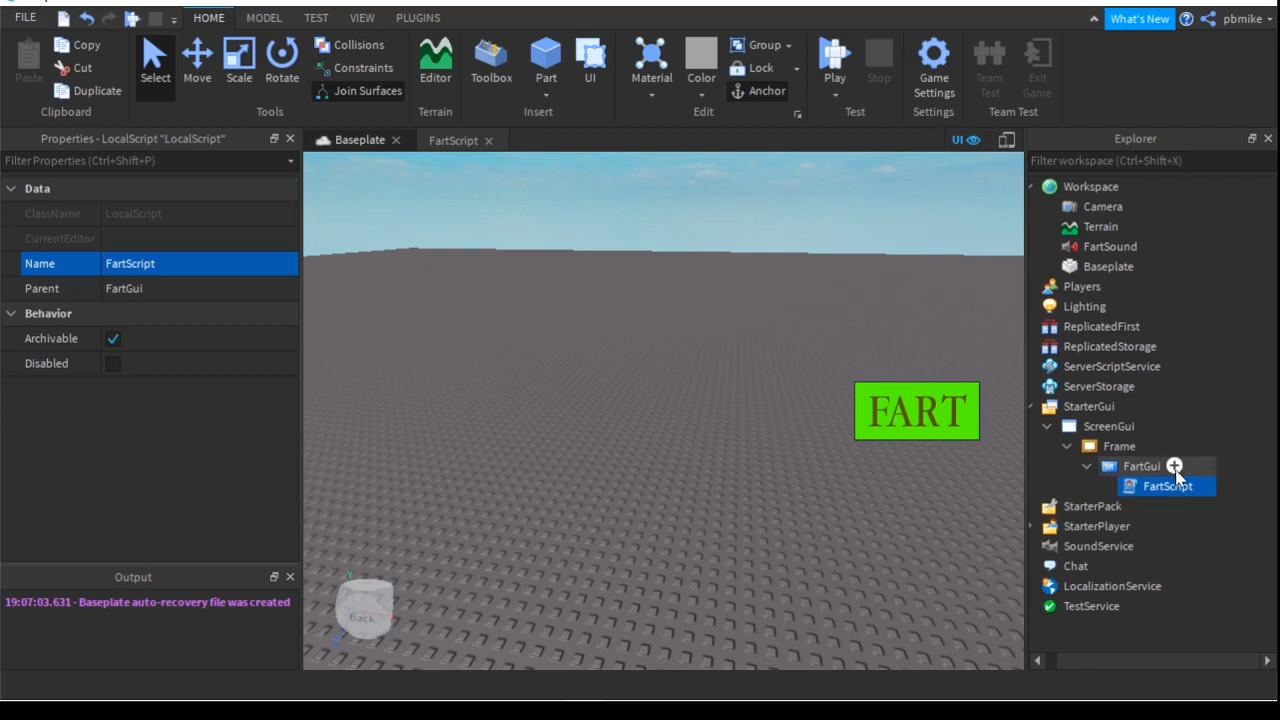 FILE HOME MODEL TEST VIEW PLUGINS What's New pbmike
Paste Copy Cut Duplicate Clipboard
Select Move Scale Rotate Collisions Constraints Join Surfaces Tools
Editor Terrain
Toolbox Part UI Insert
Material Color Group Lock Anchor Edit
Play Stop Test
Game Settings Settings
Team Test Exit Game Team Test
Properties - LocalScript "LocalScript"
Filter Properties (Ctrl+Shift+P)
Data
ClassName LocalScript
CurrentEditor
Name FartScript
Parent FartGui
Behavior
Archivable
Disabled
Output
19:07:03.631 - Baseplate auto-recovery file was created
Baseplate FartScript UI
FART
Back
Explorer
Filter workspace (Ctrl+Shift+X)
Workspace
Camera
Terrain
FartSound
Baseplate
Players
Lighting
ReplicatedFirst
ReplicatedStorage
ServerScriptService
ServerStorage
StarterGui
ScreenGui
Frame
FartGui
FartScript
StarterPack
StarterPlayer
SoundService
Chat
LocalizationService
TestService